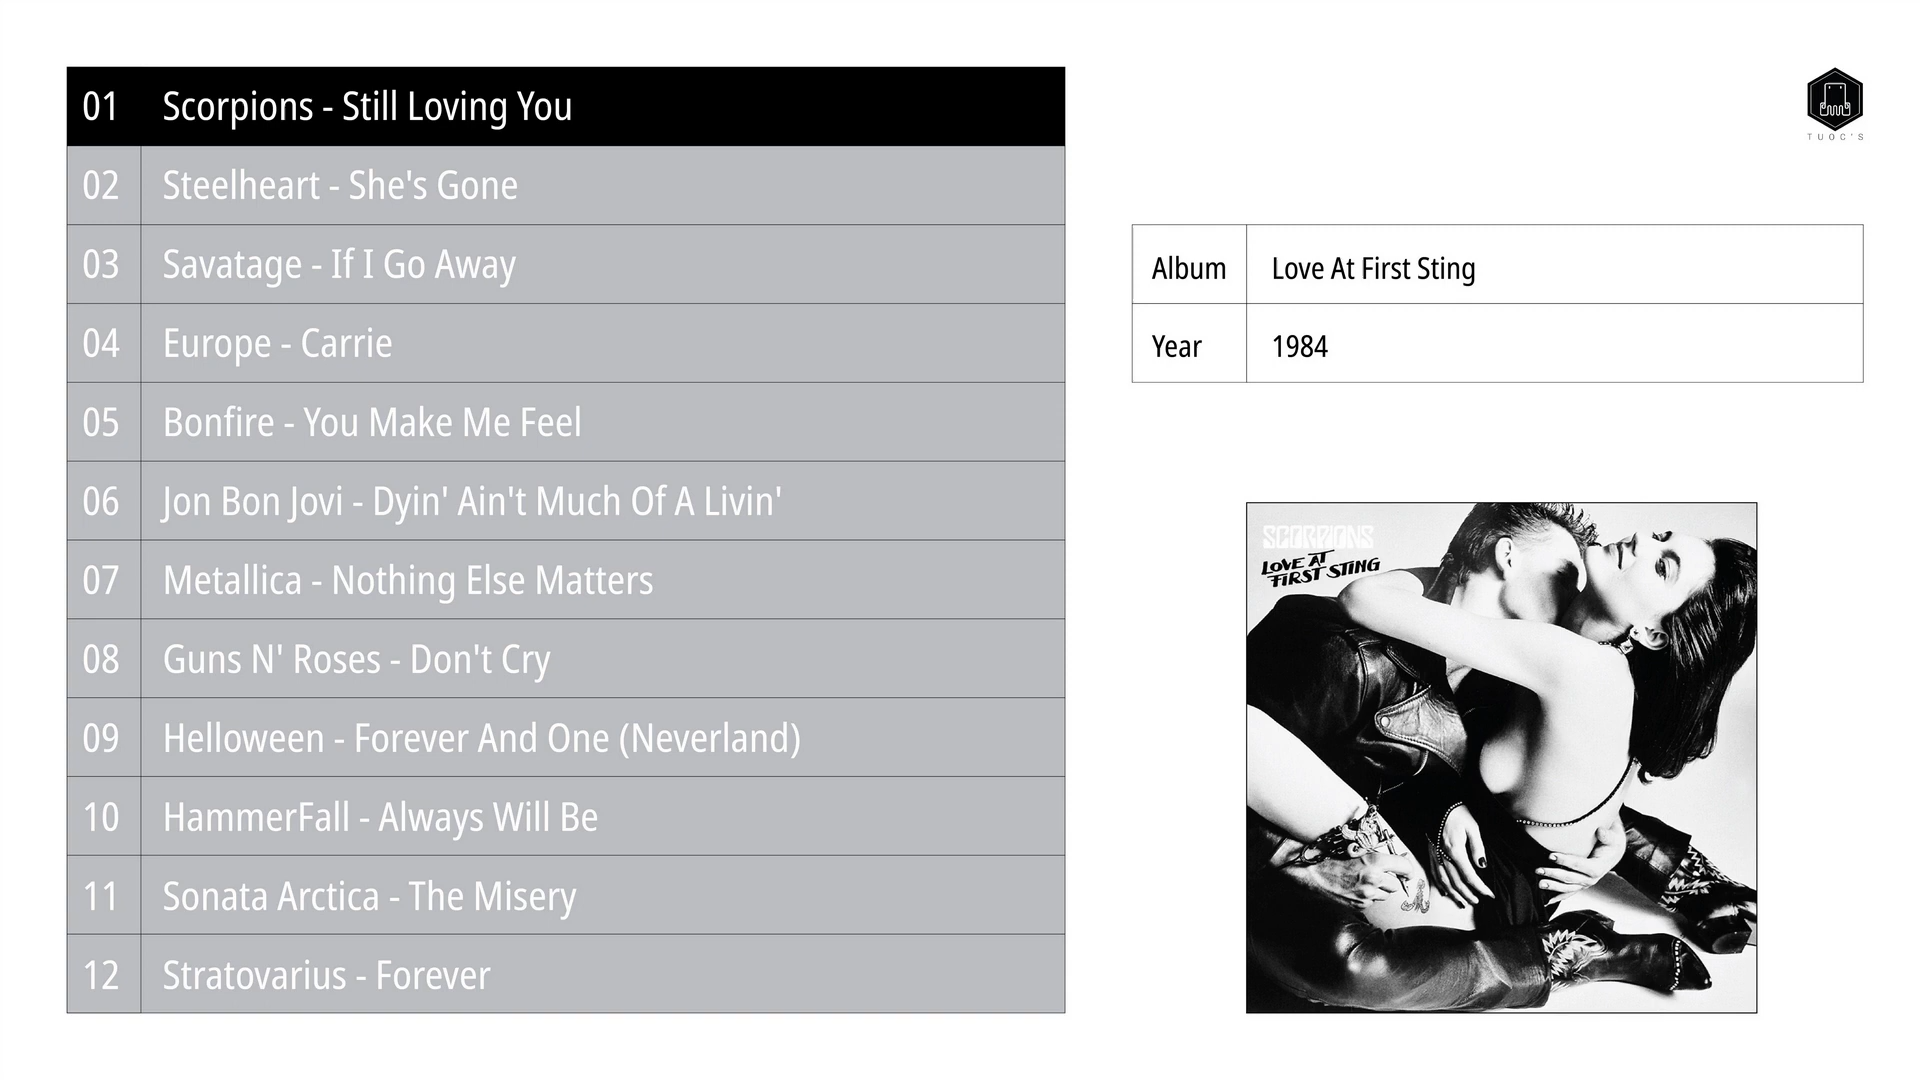 01 Scorpions - Still Loving You
02 Steelheart - She's Gone
03 Savatage - If I Go Away
04 Europe - Carrie
05 Bonfire - You Make Me Feel
06 Jon Bon Jovi - Dyin' Ain't Much Of A Livin'
07 Metallica - Nothing Else Matters
08 Guns N' Roses - Don't Cry
09 Helloween - Forever And One (Neverland)
10 HammerFall - Always Will Be
11 Sonata Arctica - The Misery
12 Stratovarius - Forever
TUOC'S
Album Love At First Sting
Year 1984
SCORPIONS
LOVE AT
FIRST STING